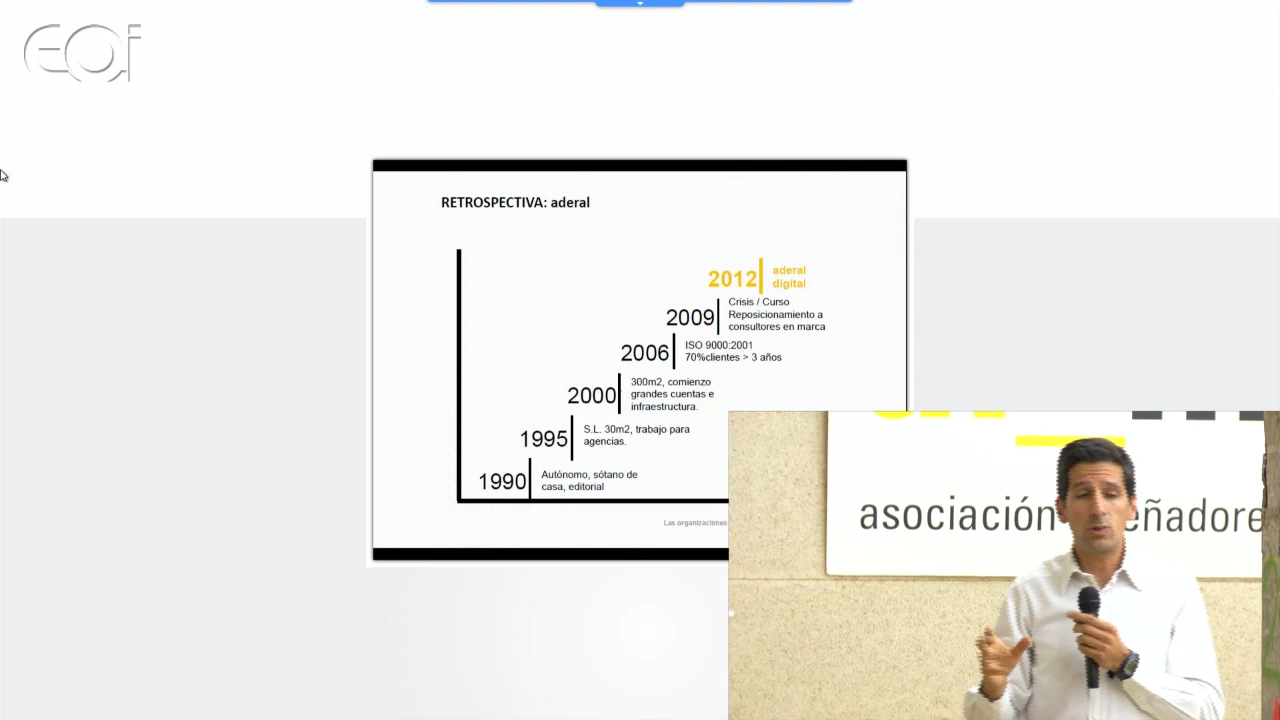 eoi
RETROSPECTIVA: aderal
2012
aderal
digital
2009
Crisis / Curso
Reposicionamiento a
consultores en marca
2006
ISO 9000:2001
70%clientes > 3 años
2000
300m2, comienzo
grandes cuentas e
infraestructura.
1995
S.L. 30m2, trabajo para
agencias.
1990
Autónomo, sótano de
casa, editorial
Las organizaciones
asociación eñadore